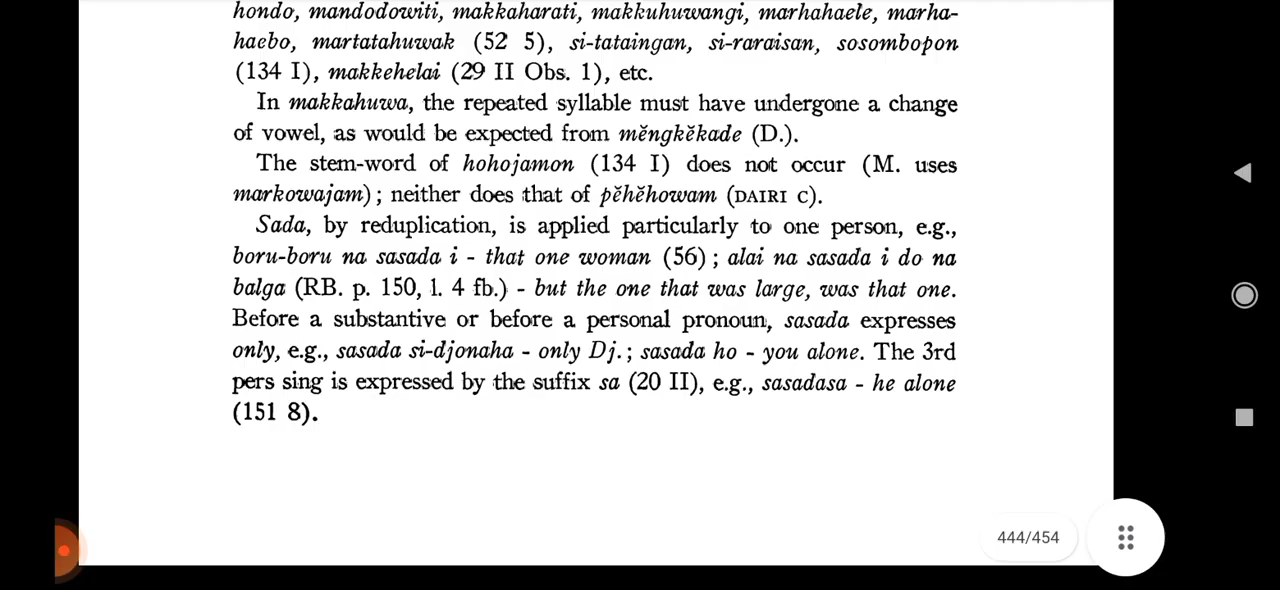 hondo, mandodowiti, makkaharati, makkuhuwangi, marhahaele, marha-
haebo, martatahuwak (52 5), si-tataingan, si-raraisan, sosombopon
(134 I), makkehelai (29 II Obs. 1), etc.
In makkahuwa, the repeated syllable must have undergone a change
of vowel, as would be expected from mĕngkĕkade (D.).
The stem-word of hohojamon (134 I) does not occur (M. uses
markowajam); neither does that of pĕhĕhowam (DAIRI C).
Sada, by reduplication, is applied particularly to one person, e.g.,
boru-boru na sasada i - that one woman (56); alai na sasada i do na
balga (RB. p. 150, l. 4 fb.) - but the one that was large, was that one.
Before a substantive or before a personal pronoun, sasada expresses
only, e.g., sasada si-djonaha - only Dj.; sasada ho - you alone. The 3rd
pers sing is expressed by the suffix sa (20 II), e.g., sasadasa - he alone
(151 8).
444/454